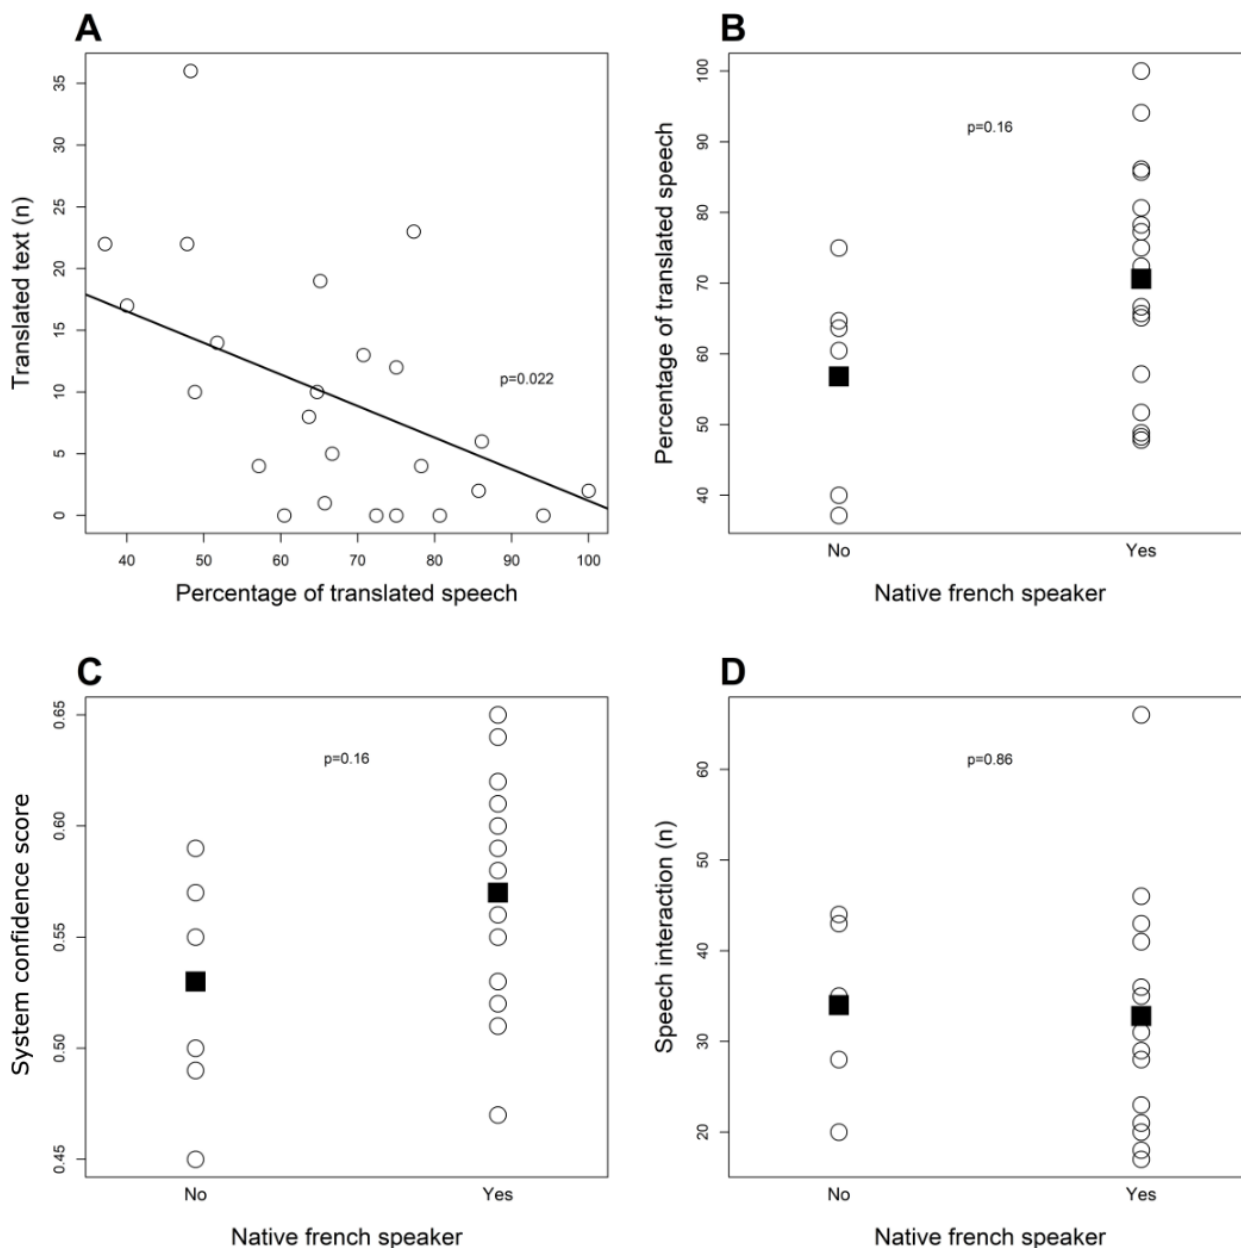 A
35
30
25
20
15
10
5
0
Translated text (n)
p=0.022
40 50 60 70 80 90 100
Percentage of translated speech
B
100
90
80
70
60
50
40
Percentage of translated speech
p=0.16
No Yes
Native french speaker
C
0.65
0.60
0.55
0.50
0.45
System confidence score
p=0.16
No Yes
Native french speaker
D
60
50
40
30
20
Speech interaction (n)
p=0.86
No Yes
Native french speaker